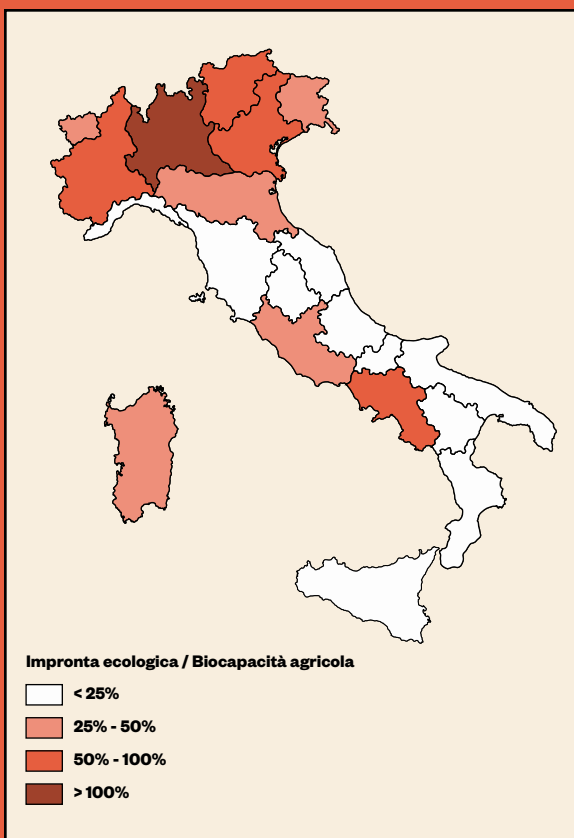 Impronta ecologica / Biocapacità agricola
< 25%
25% - 50%
50% - 100%
> 100%